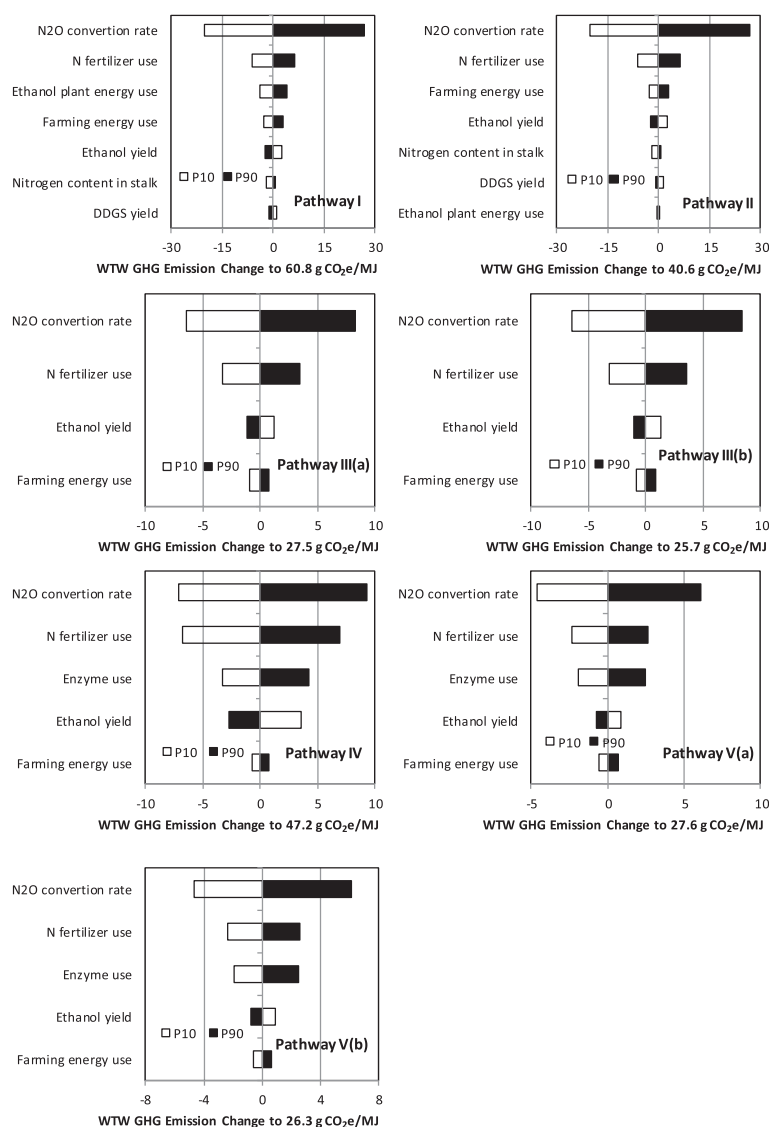 N2O convertion rate
N fertilizer use
Ethanol plant energy use
Farming energy use
Ethanol yield
Nitrogen content in stalk
DDGS yield
P10 P90
Pathway I
-30 -15 0 15 30
WTW GHG Emission Change to 60.8 g CO2e/MJ
N2O convertion rate
N fertilizer use
Farming energy use
Ethanol yield
Nitrogen content in stalk
DDGS yield
Ethanol plant energy use
P10 P90
Pathway II
-30 -15 0 15 30
WTW GHG Emission Change to 40.6 g CO2e/MJ
N2O convertion rate
N fertilizer use
Ethanol yield
Farming energy use
P10 P90
Pathway III(a)
-10 -5 0 5 10
WTW GHG Emission Change to 27.5 g CO2e/MJ
N2O convertion rate
N fertilizer use
Ethanol yield
Farming energy use
P10 P90
Pathway III(b)
-10 -5 0 5 10
WTW GHG Emission Change to 25.7 g CO2e/MJ
N2O convertion rate
N fertilizer use
Enzyme use
Ethanol yield
Farming energy use
P10 P90
Pathway IV
-10 -5 0 5 10
WTW GHG Emission Change to 47.2 g CO2e/MJ
N2O convertion rate
N fertilizer use
Enzyme use
Ethanol yield
Farming energy use
P10 P90
Pathway V(a)
-5 0 5 10
WTW GHG Emission Change to 27.6 g CO2e/MJ
N2O convertion rate
N fertilizer use
Enzyme use
Ethanol yield
Farming energy use
P10 P90
Pathway V(b)
-8 -4 0 4 8
WTW GHG Emission Change to 26.3 g CO2e/MJ